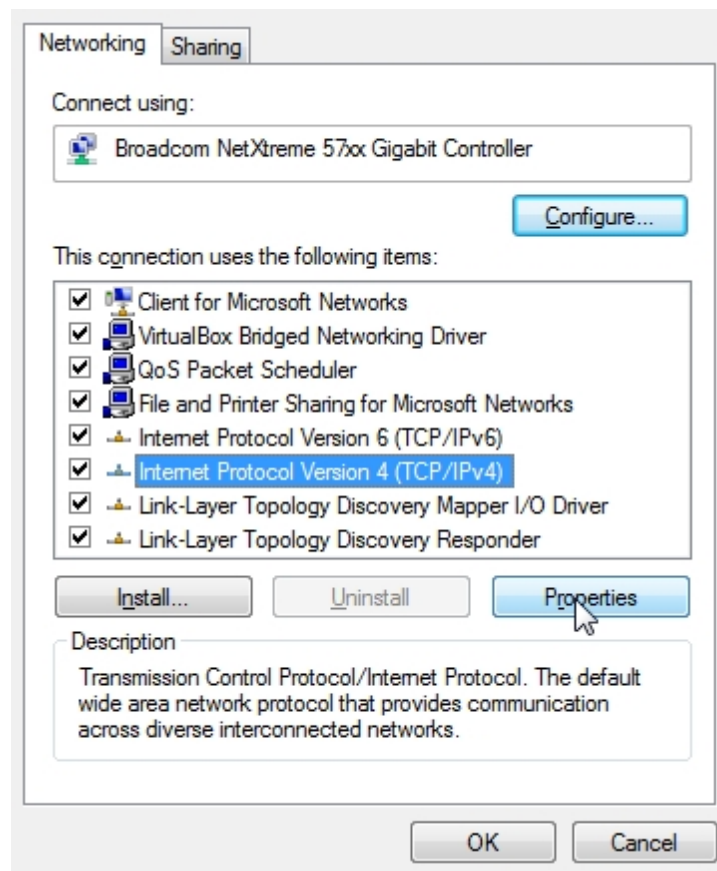 Networking Sharing
Connect using:
Broadcom NetXtreme 57xx Gigabit Controller
Configure...
This connection uses the following items:
Client for Microsoft Networks
VirtualBox Bridged Networking Driver
QoS Packet Scheduler
File and Printer Sharing for Microsoft Networks
Internet Protocol Version 6 (TCP/IPv6)
Internet Protocol Version 4 (TCP/IPv4)
Link-Layer Topology Discovery Mapper I/O Driver
Link-Layer Topology Discovery Responder
Install... Uninstall Properties
Description
Transmission Control Protocol/Internet Protocol. The default
wide area network protocol that provides communication
across diverse interconnected networks.
OK Cancel